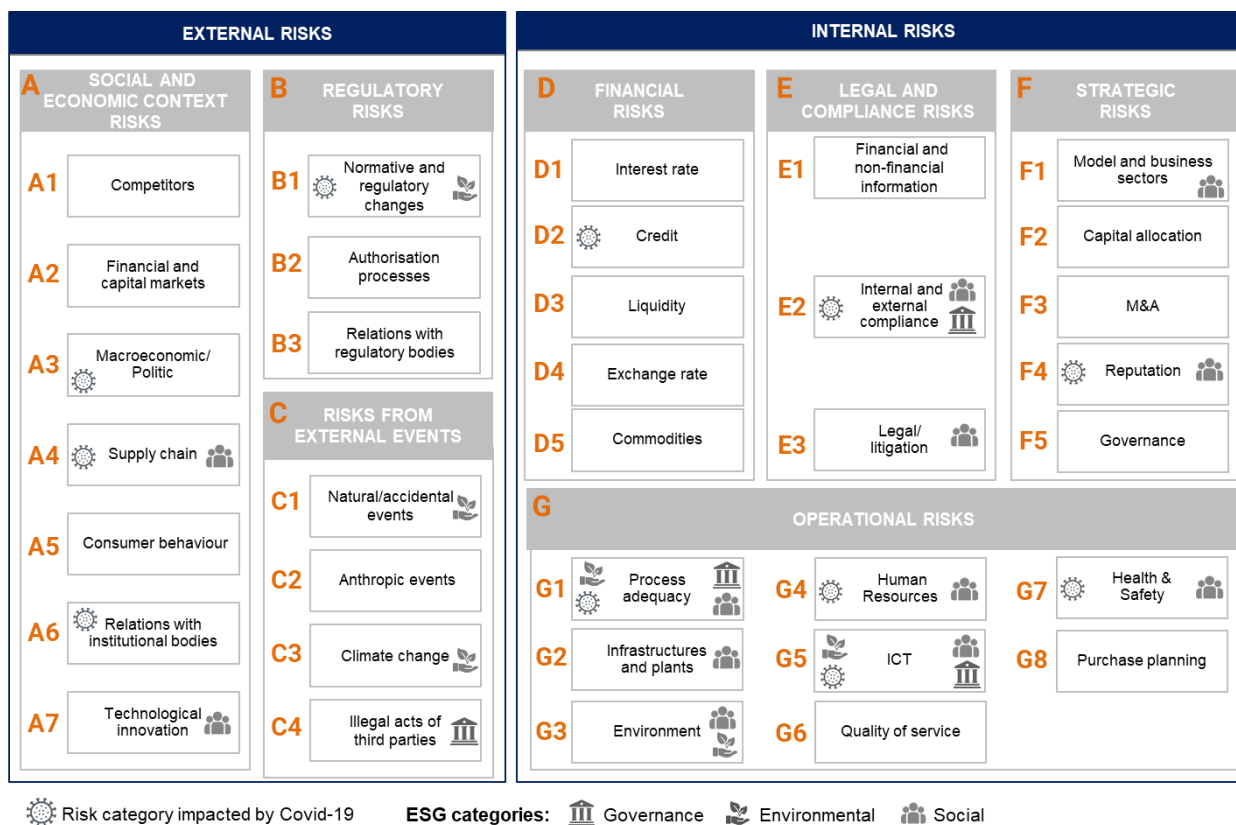 EXTERNAL RISKS
A
SOCIAL AND
ECONOMIC CONTEXT
RISKS
A1
Competitors
A2
Financial and
capital markets
A3
Macroeconomic/
Politic
A4
Supply chain
A5
Consumer behaviour
A6
Relations with
institutional bodies
A7
Technological
innovation
B
REGULATORY
RISKS
B1
Normative and
regulatory
changes
B2
Authorisation
processes
B3
Relations with
regulatory bodies
C
RISKS FROM
EXTERNAL EVENTS
C1
Natural/accidental
events
C2
Anthropic events
C3
Climate change
C4
Illegal acts of
third parties
INTERNAL RISKS
D
FINANCIAL
RISKS
D1
Interest rate
D2
Credit
D3
Liquidity
D4
Exchange rate
D5
Commodities
E
LEGAL AND
COMPLIANCE RISKS
E1
Financial and
non-financial
information
E2
Internal and
external
compliance
E3
Legal/
litigation
F
STRATEGIC
RISKS
F1
Model and business
sectors
F2
Capital allocation
F3
M&A
F4
Reputation
F5
Governance
G
OPERATIONAL RISKS
G1
Process
adequacy
G2
Infrastructures
and plants
G3
Environment
G4
Human
Resources
G5
ICT
G6
Quality of service
G7
Health &
Safety
G8
Purchase planning
Risk category impacted by Covid-19 ESG categories: Governance Environmental Social